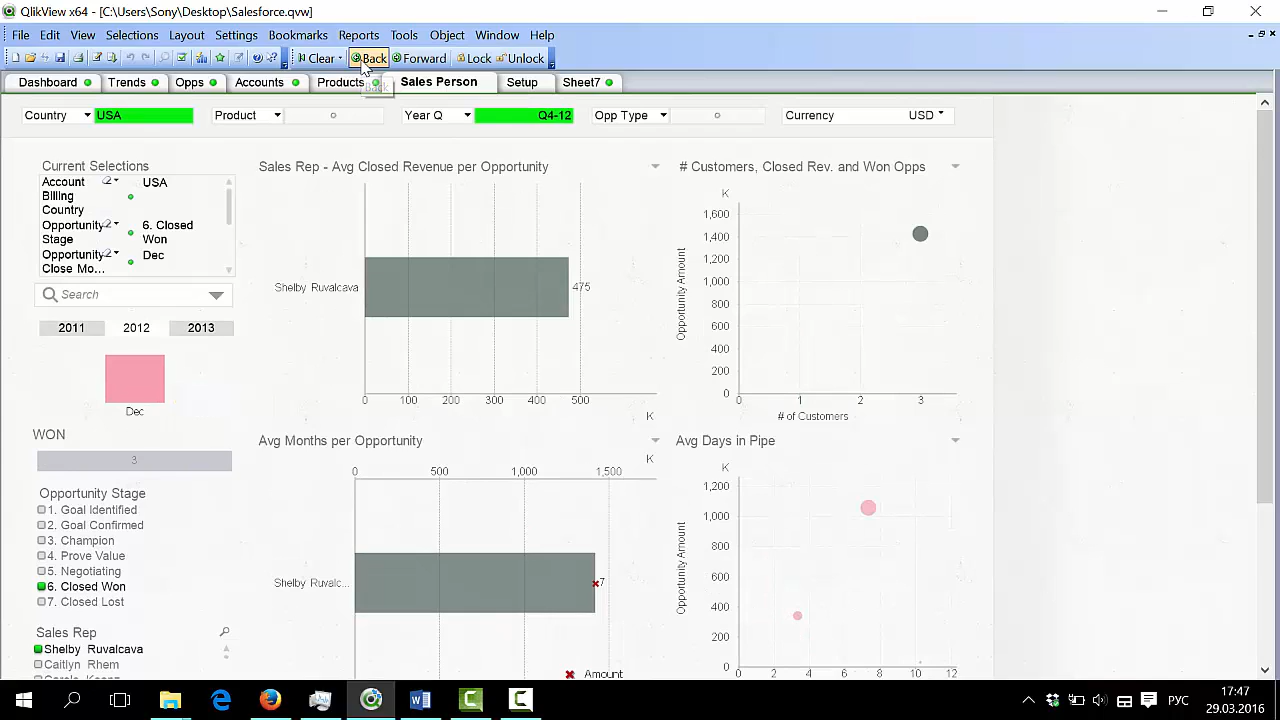 QlikView x64 - [C:\Users\Sony\Desktop\Salesforce.qvw]
File Edit View Selections Layout Settings Bookmarks Reports Tools Object Window Help
Clear Back Forward Lock Unlock
Back
Dashboard Trends Opps Accounts Products Sales Person Setup Sheet7
Country USA Product Year Q Q4-12 Opp Type Currency USD
Current Selections
Account Billing Country USA
Opportunity Stage 6. Closed Won
Opportunity Close Mo... Dec
Search
2011 2012 2013
Dec
WON
3
Opportunity Stage
1. Goal Identified
2. Goal Confirmed
3. Champion
4. Prove Value
5. Negotiating
6. Closed Won
7. Closed Lost
Sales Rep
Shelby Ruvalcava
Caitlyn Rhem
Sales Rep - Avg Closed Revenue per Opportunity
Shelby Ruvalcava
475
0 100 200 300 400 500
K
# Customers, Closed Rev. and Won Opps
K
1,600
1,400
1,200
1,000
800
600
400
200
0
Opportunity Amount
0 1 2 3
# of Customers
Avg Months per Opportunity
K
0 500 1,000 1,500
Shelby Ruvalc...
7
Amount
Avg Days in Pipe
K
1,200
1,000
800
600
400
200
0
Opportunity Amount
0 2 4 6 8 10 12
РУС
17:47
29.03.2016